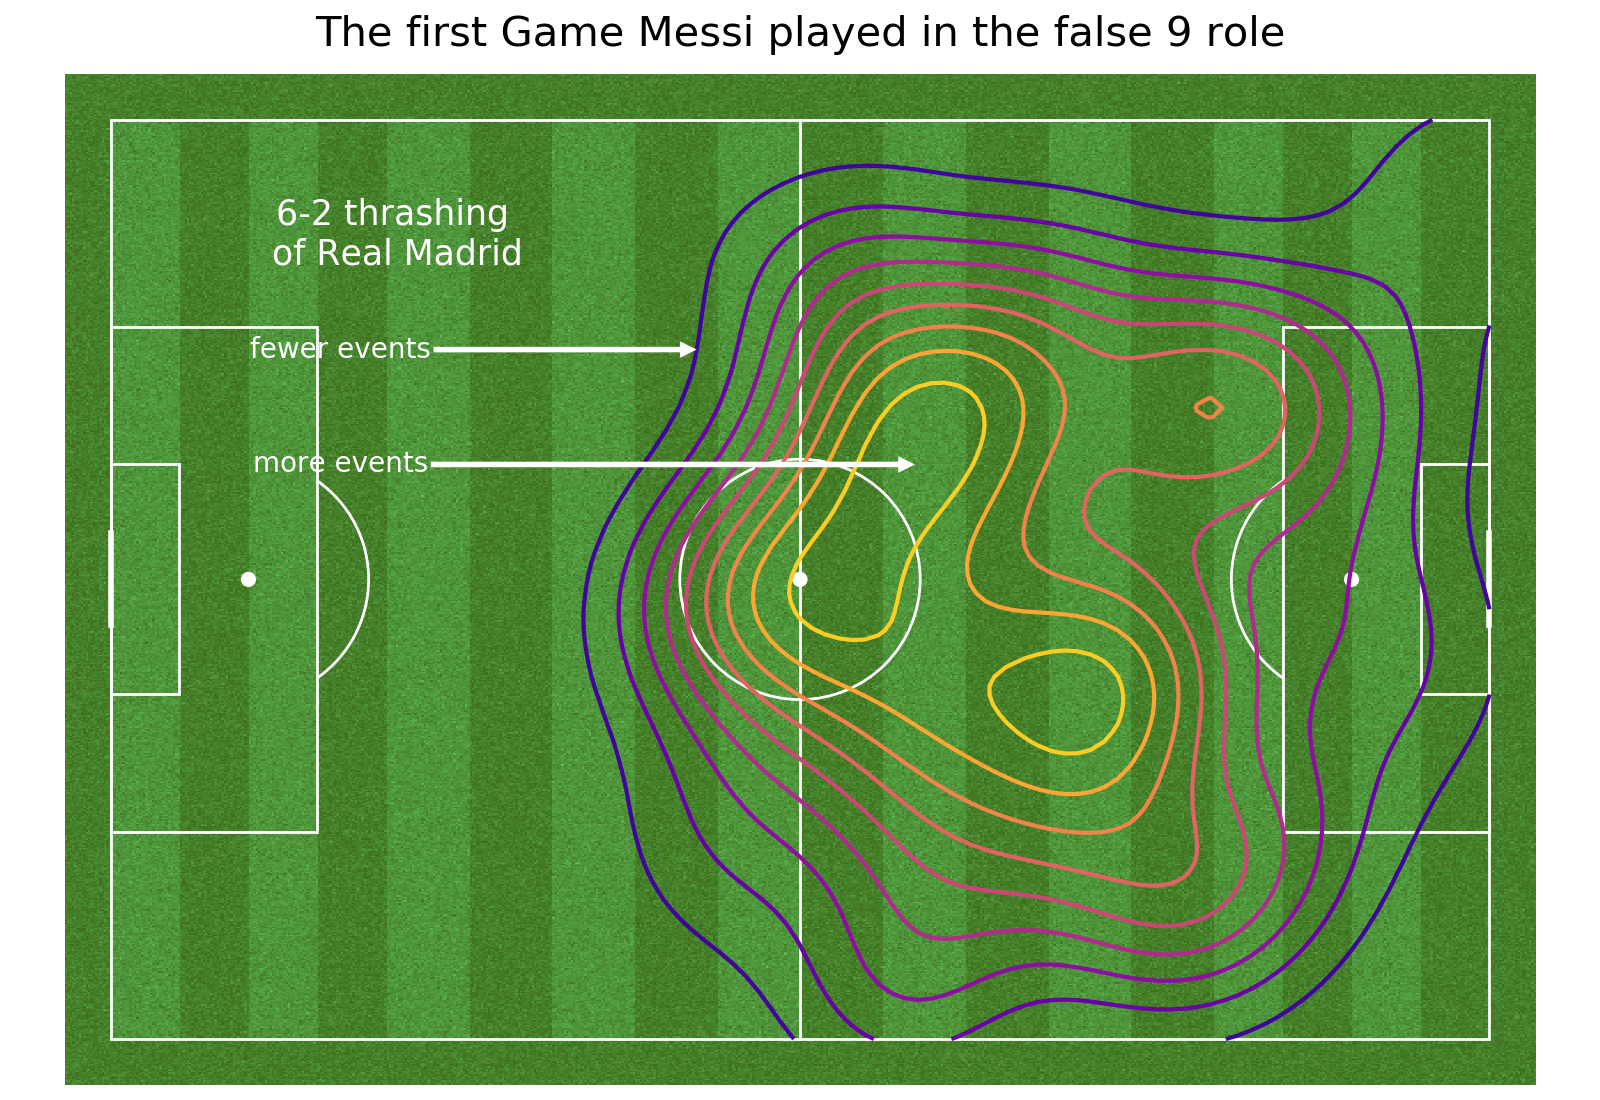 The first Game Messi played in the false 9 role
6-2 thrashing
of Real Madrid
fewer events
more events